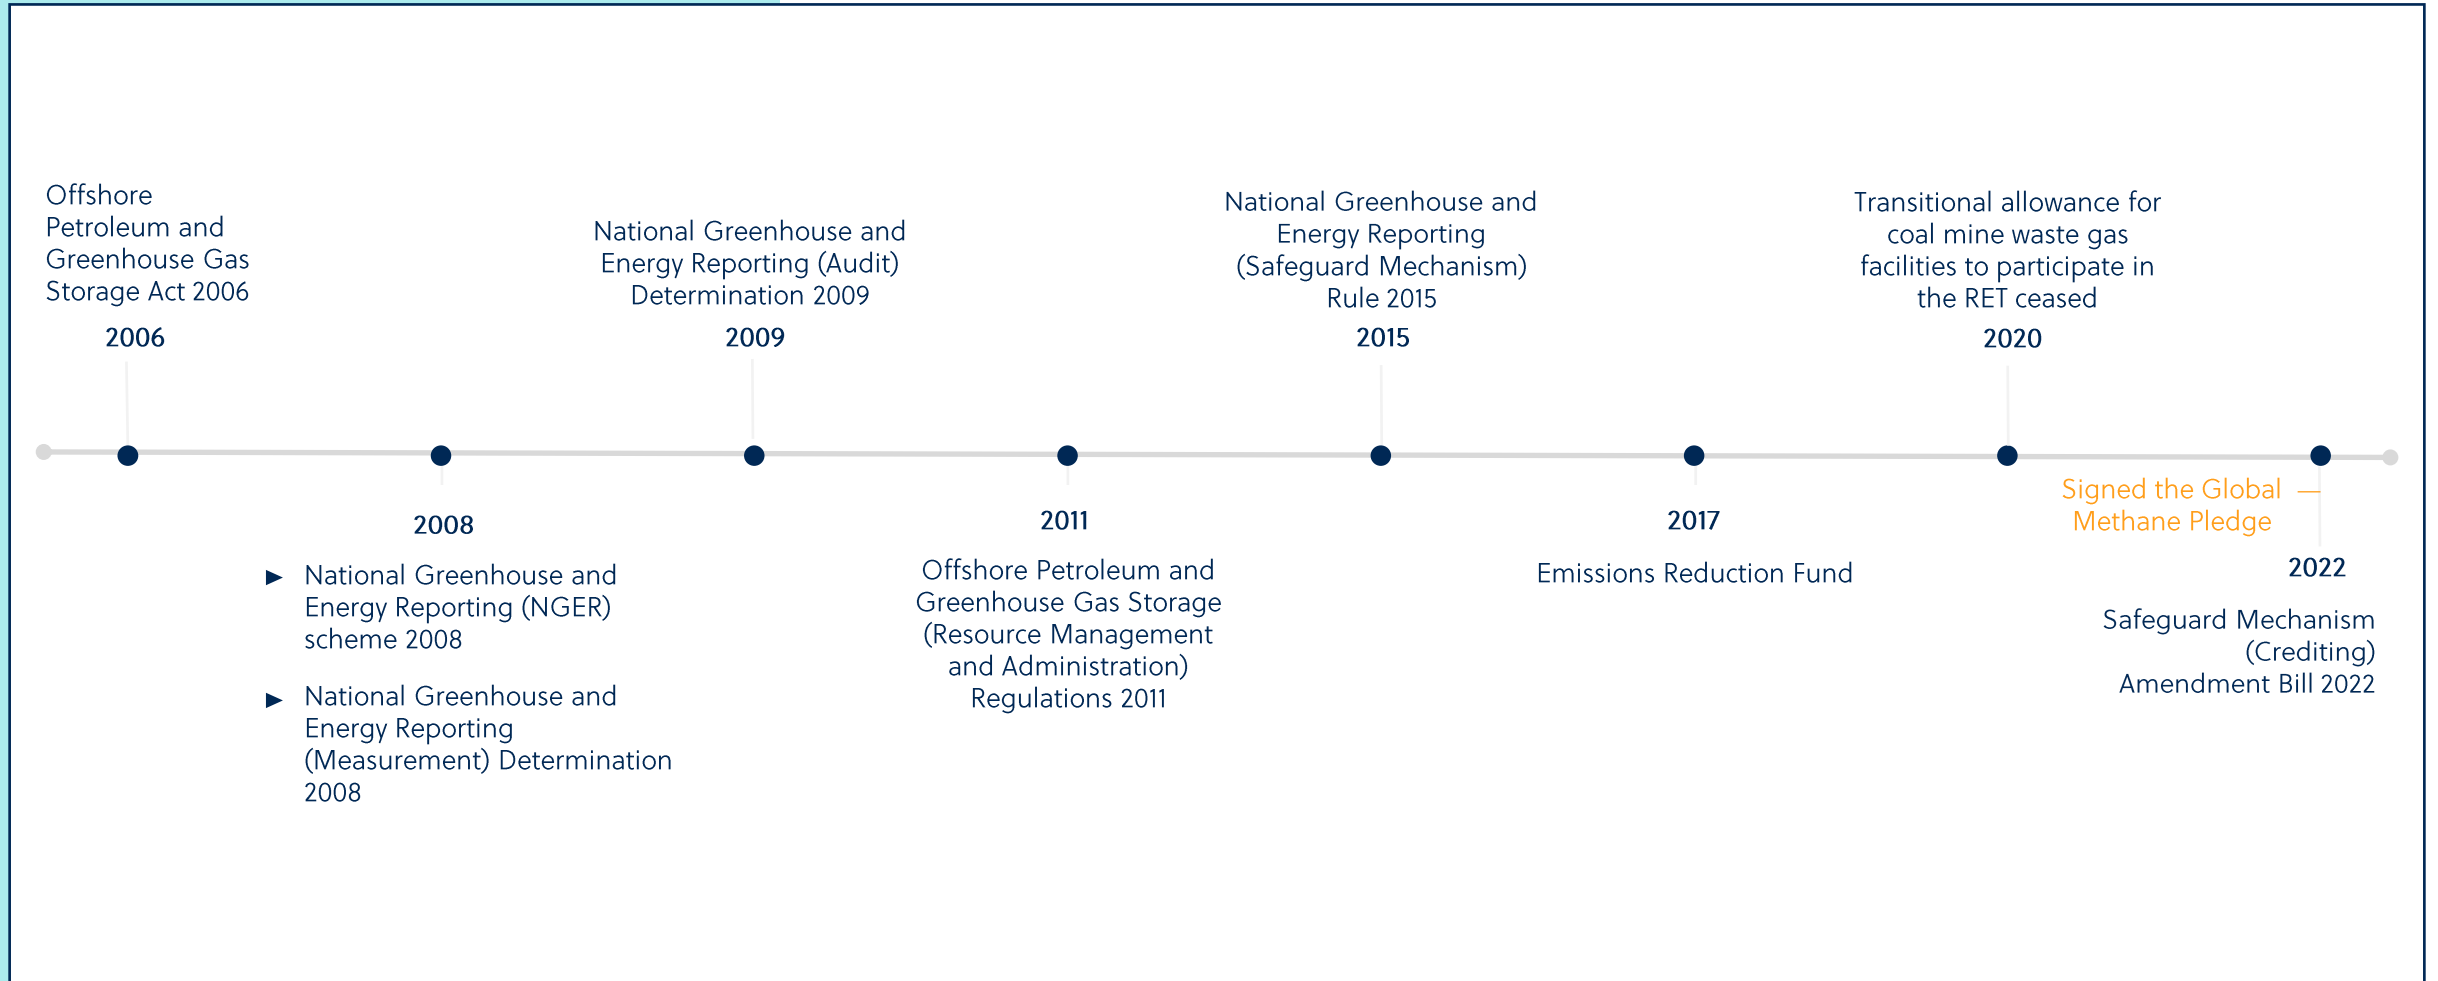 Offshore
Petroleum and
Greenhouse Gas
Storage Act 2006
2006
2008
► National Greenhouse and
Energy Reporting (NGER)
scheme 2008
► National Greenhouse and
Energy Reporting
(Measurement) Determination
2008
National Greenhouse and
Energy Reporting (Audit)
Determination 2009
2009
2011
Offshore Petroleum and
Greenhouse Gas Storage
(Resource Management
and Administration)
Regulations 2011
National Greenhouse and
Energy Reporting
(Safeguard Mechanism)
Rule 2015
2015
2017
Emissions Reduction Fund
Transitional allowance for
coal mine waste gas
facilities to participate in
the RET ceased
2020
Signed the Global
Methane Pledge
2022
Safeguard Mechanism
(Crediting)
Amendment Bill 2022